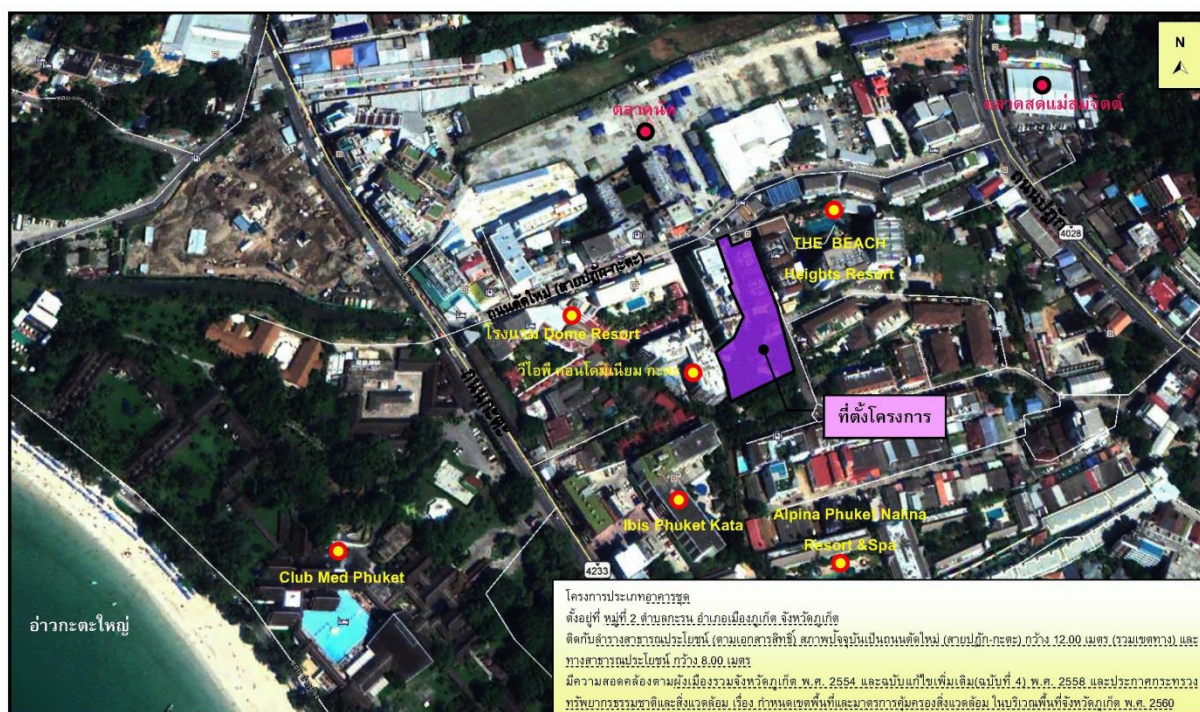 N
ตลาดสดแม่สมจิตต์
ตลาดนัด
ถนนปฏัก
4028
THE BEACH
Heights Resort
ถนนตัดใหม่ (สายปฏัก-กะตะ)
โรงแรม Dome Resort
วีไอพี คอนโดมิเนียม กะตะ
ถนนกะตะ
ที่ตั้งโครงการ
Ibis Phuket Kata
Alpina Phuket Nalina
Resort &Spa
Club Med Phuket
4233
อ่าวกะตะใหญ่
โครงการประเภทอาคารชุด
ตั้งอยู่ที่ หมู่ที่ 2 ตำบลกะรน อำเภอเมืองภูเก็ต จังหวัดภูเก็ต
ติดกับลำรางสาธารณประโยชน์ (ตามเอกสารสิทธิ์) สภาพปัจจุบันเป็นถนนตัดใหม่ (สายปฏัก-กะตะ) กว้าง 12.00 เมตร (รวมเขตทาง) และ
ทางสาธารณประโยชน์ กว้าง 8.00 เมตร
มีความสอดคล้องตามผังเมืองรวมจังหวัดภูเก็ต พ.ศ. 2554 และฉบับแก้ไขเพิ่มเติม(ฉบับที่ 4) พ.ศ. 2558 และประกาศกระทรวง
ทรัพยากรธรรมชาติและสิ่งแวดล้อม เรื่อง กำหนดเขตพื้นที่และมาตรการคุ้มครองสิ่งแวดล้อม ในบริเวณพื้นที่จังหวัดภูเก็ต พ.ศ. 2560